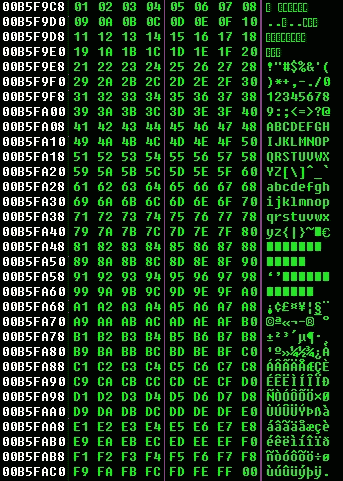 00B5F9C8 01 02 03 04 05 06 07 08
00B5F9D0 09 0A 0B 0C 0D 0E 0F 10
00B5F9D8 11 12 13 14 15 16 17 18
00B5F9E0 19 1A 1B 1C 1D 1E 1F 20
00B5F9E8 21 22 23 24 25 26 27 28 !"#$%&'(
00B5F9F0 29 2A 2B 2C 2D 2E 2F 30 )*+,-./0
00B5F9F8 31 32 33 34 35 36 37 38 12345678
00B5FA00 39 3A 3B 3C 3D 3E 3F 40 9:;<=>?@
00B5FA08 41 42 43 44 45 46 47 48 ABCDEFGH
00B5FA10 49 4A 4B 4C 4D 4E 4F 50 IJKLMNOP
00B5FA18 51 52 53 54 55 56 57 58 QRSTUVWX
00B5FA20 59 5A 5B 5C 5D 5E 5F 60 YZ[\]^_`
00B5FA28 61 62 63 64 65 66 67 68 abcdefgh
00B5FA30 69 6A 6B 6C 6D 6E 6F 70 ijklmnop
00B5FA38 71 72 73 74 75 76 77 78 qrstuvwx
00B5FA40 79 7A 7B 7C 7D 7E 7F 80 yz{|}~■€
00B5FA48 81 82 83 84 85 86 87 88 ■■■■■■■■
00B5FA50 89 8A 8B 8C 8D 8E 8F 90 ■■■■■■■■
00B5FA58 91 92 93 94 95 96 97 98 ‘’■■■■■■
00B5FA60 99 9A 9B 9C 9D 9E 9F A0 ■■■■■■■
00B5FA68 A1 A2 A3 A4 A5 A6 A7 A8 ¡¢£¤¥¦§¨
00B5FA70 A9 AA AB AC AD AE AF B0 ©ª«¬-®¯°
00B5FA78 B1 B2 B3 B4 B5 B6 B7 B8 ±²³´µ¶·¸
00B5FA80 B9 BA BB BC BD BE BF C0 ¹º»¼½¾¿À
00B5FA88 C1 C2 C3 C4 C5 C6 C7 C8 ÁÂÃÄÅÆÇÈ
00B5FA90 C9 CA CB CC CD CE CF D0 ÉÊËÌÍÎÏÐ
00B5FA98 D1 D2 D3 D4 D5 D6 D7 D8 ÑÒÓÔÕÖ×Ø
00B5FAA0 D9 DA DB DC DD DE DF E0 ÙÚÛÜÝÞßà
00B5FAA8 E1 E2 E3 E4 E5 E6 E7 E8 áâãäåæçè
00B5FAB0 E9 EA EB EC ED EE EF F0 éêëìíîïð
00B5FAB8 F1 F2 F3 F4 F5 F6 F7 F8 ñòóôõö÷ø
00B5FAC0 F9 FA FB FC FD FE FF 00 ùúûüýþÿ.